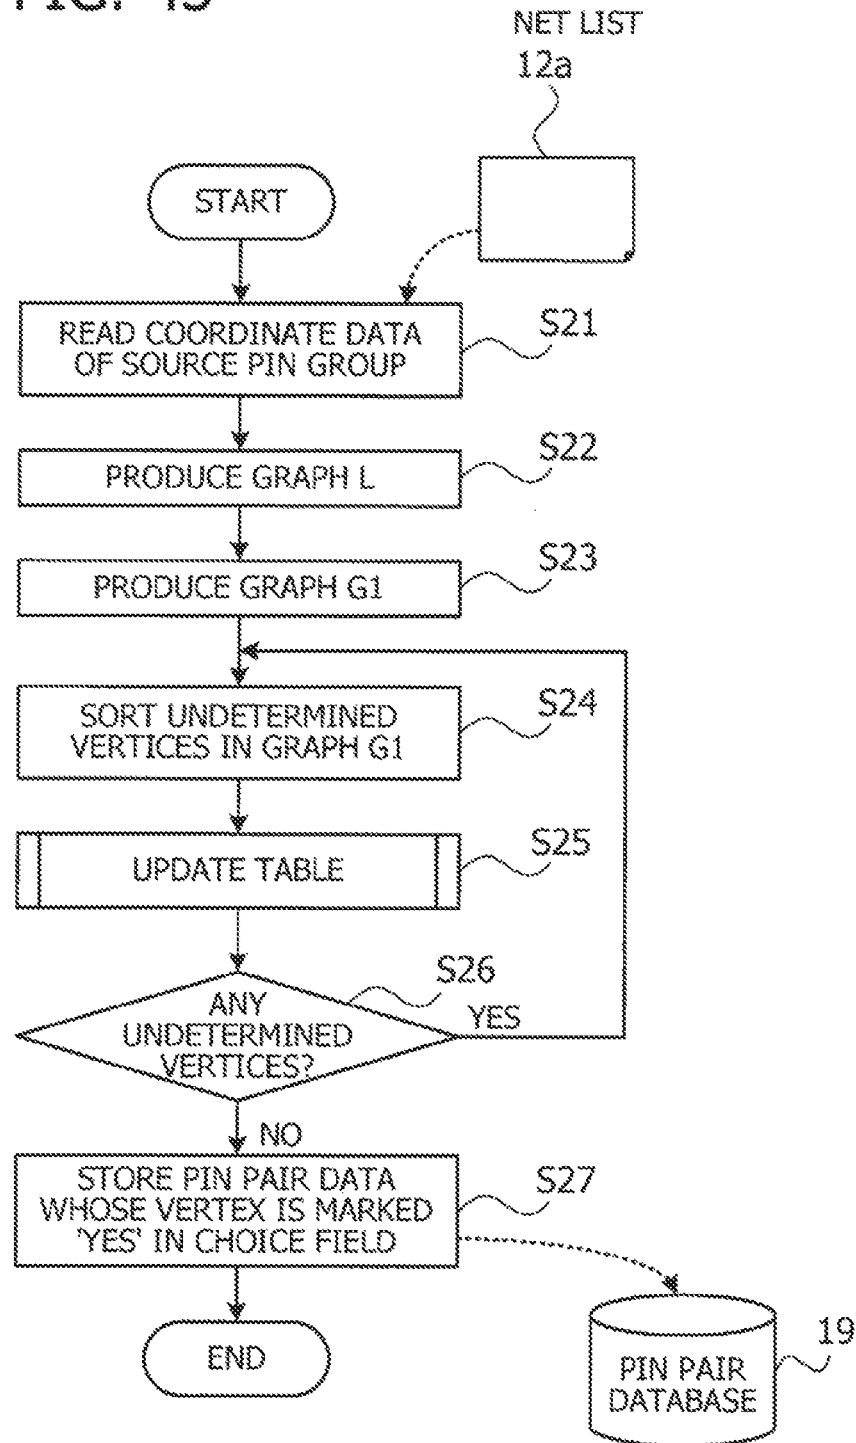 NET LIST
12a
START
READ COORDINATE DATA
OF SOURCE PIN GROUP
S21
PRODUCE GRAPH L
S22
PRODUCE GRAPH G1
S23
SORT UNDETERMINED
VERTICES IN GRAPH G1
S24
UPDATE TABLE
S25
ANY
UNDETERMINED
VERTICES?
S26
YES
NO
STORE PIN PAIR DATA
WHOSE VERTEX IS MARKED
'YES' IN CHOICE FIELD
S27
END
PIN PAIR
DATABASE
19